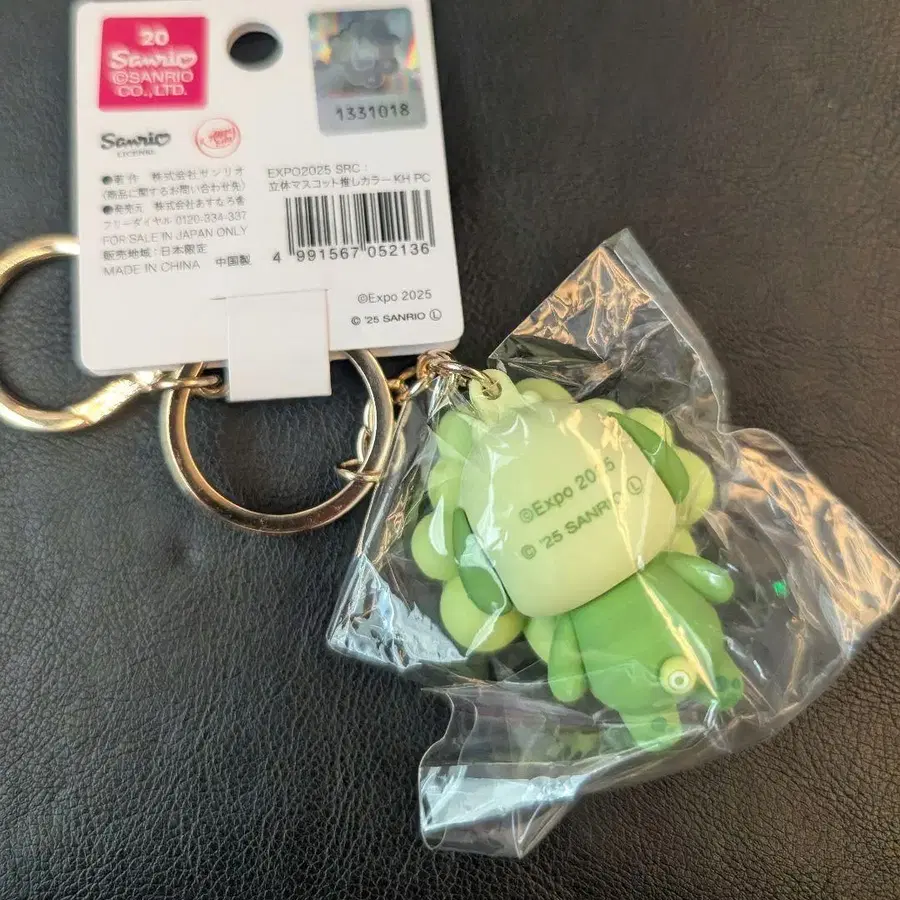 20
Sanrio
©SANRIO
CO.,LTD.
1331018
Sanrio
LICENSE
●著作 株式会社サンリオ
(商品に関するお問い合わせ先)
●発売元 株式会社あすなろ舎
フリーダイヤル 0120-334-337
FOR SALE IN JAPAN ONLY
販売地域:日本限定
MADE IN CHINA 中国製
EXPO2025 SRC:
立体マスコット推しカラーKH PC
4 991567 052136
©Expo 2025
© '25 SANRIO Ⓛ
©Expo 2025
© '25 SANRIO Ⓛ